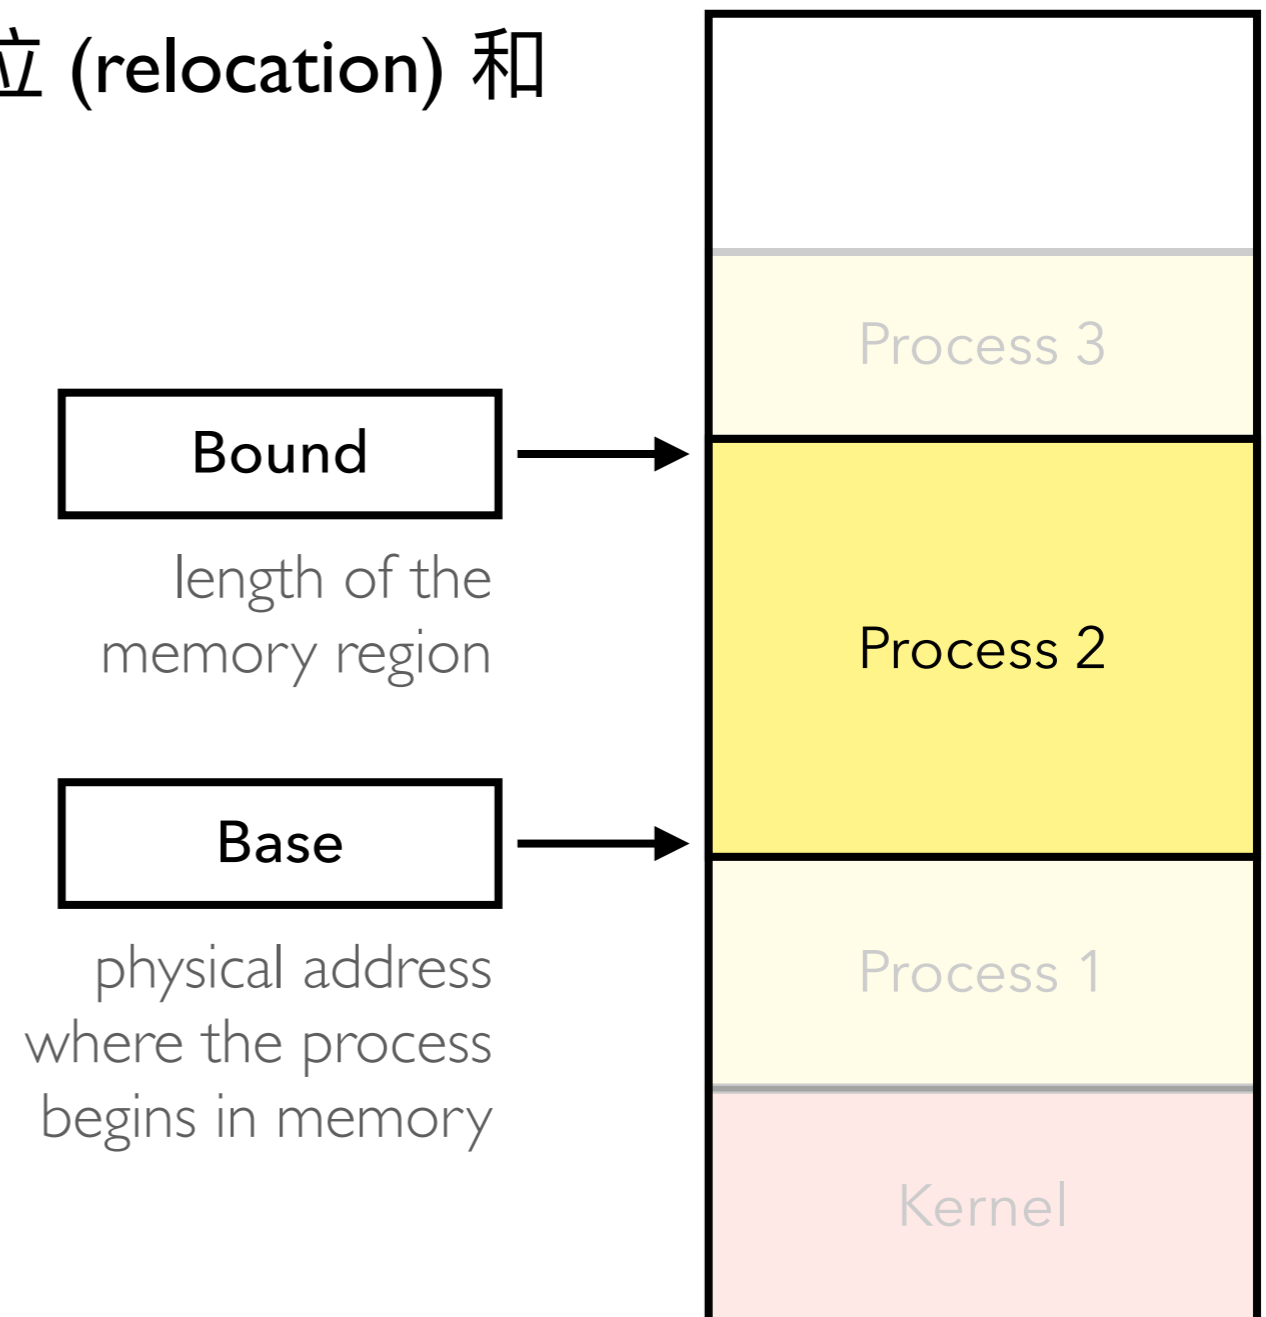 位 (relocation) 和
Process 3
Bound
length of the
memory region
Process 2
Base
physical address
where the process
begins in memory
Process 1
Kernel